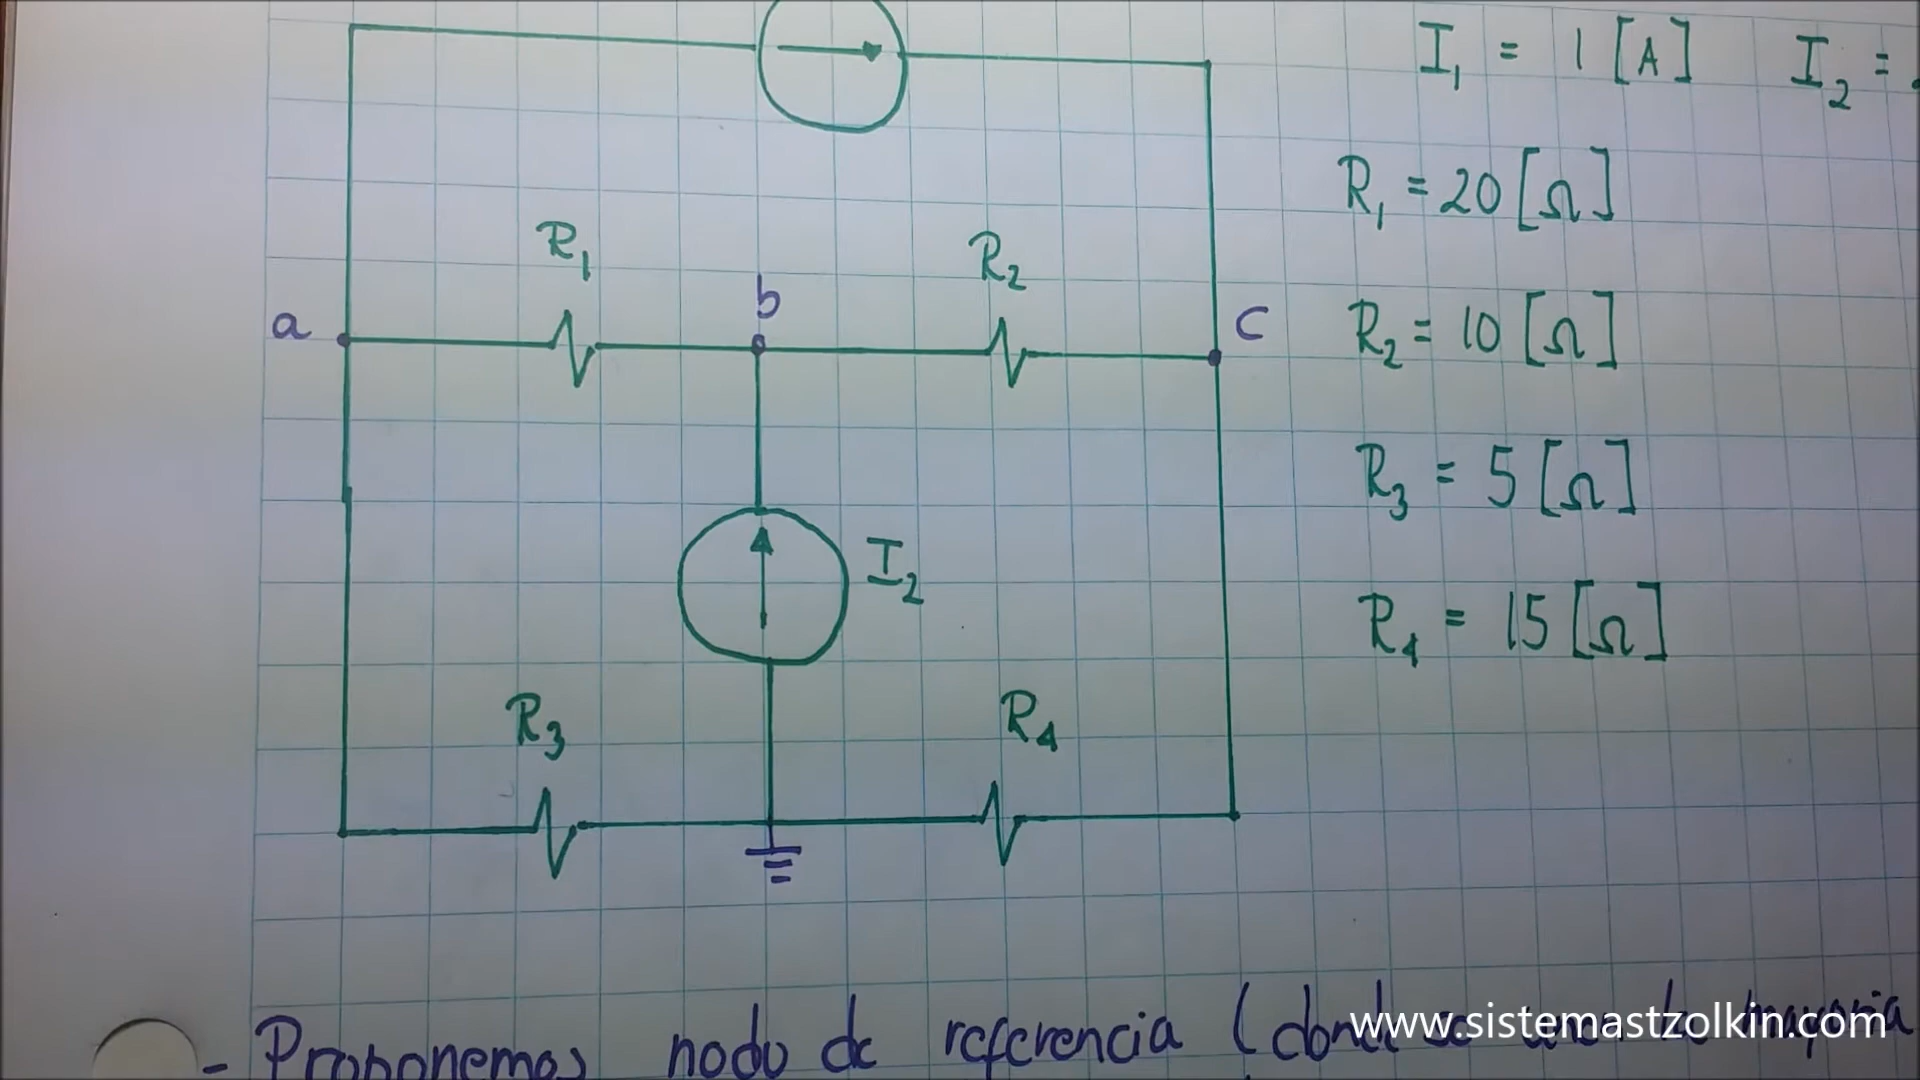 I1 = 1 [A] I2 =
R1 = 20 [Ω]
R1 R2
b
a
c
R2 = 10 [Ω]
R3 = 5 [Ω]
I2
R4 = 15 [Ω]
R3 R4
- Proponemos nodo de referencia (donde
www.sistemastzolkin.com